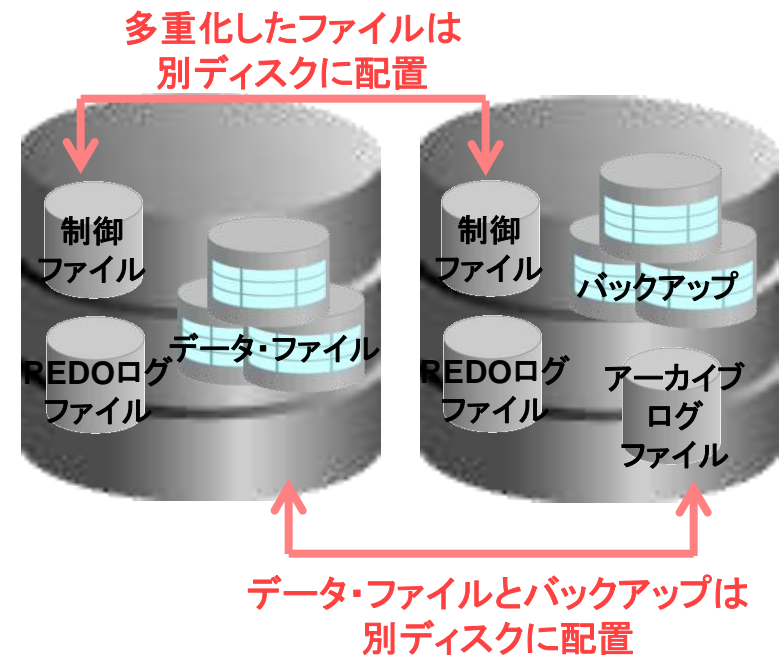 多重化したファイルは
別ディスクに配置
制御
ファイル
REDOログ
ファイル
データ・ファイル
制御
ファイル
バックアップ
REDOログ
ファイル
アーカイブ
ログ
ファイル
データ・ファイルとバックアップは
別ディスクに配置